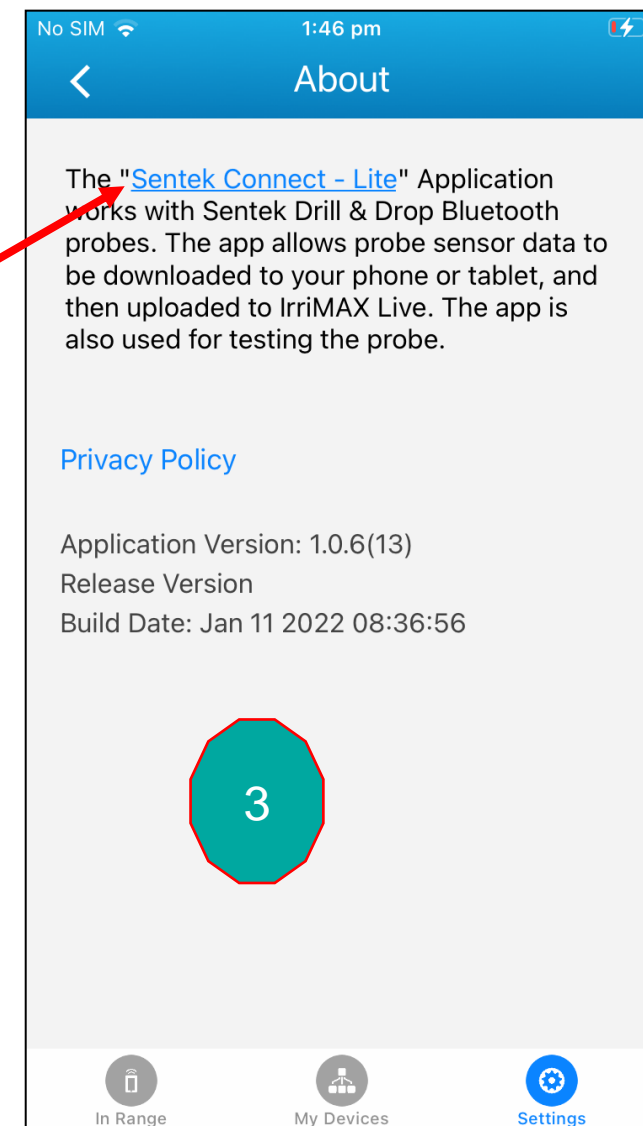 No SIM 1:46 pm
About
The "Sentek Connect - Lite" Application
works with Sentek Drill & Drop Bluetooth
probes. The app allows probe sensor data to
be downloaded to your phone or tablet, and
then uploaded to IrriMAX Live. The app is
also used for testing the probe.
Privacy Policy
Application Version: 1.0.6(13)
Release Version
Build Date: Jan 11 2022 08:36:56
3
In Range My Devices Settings